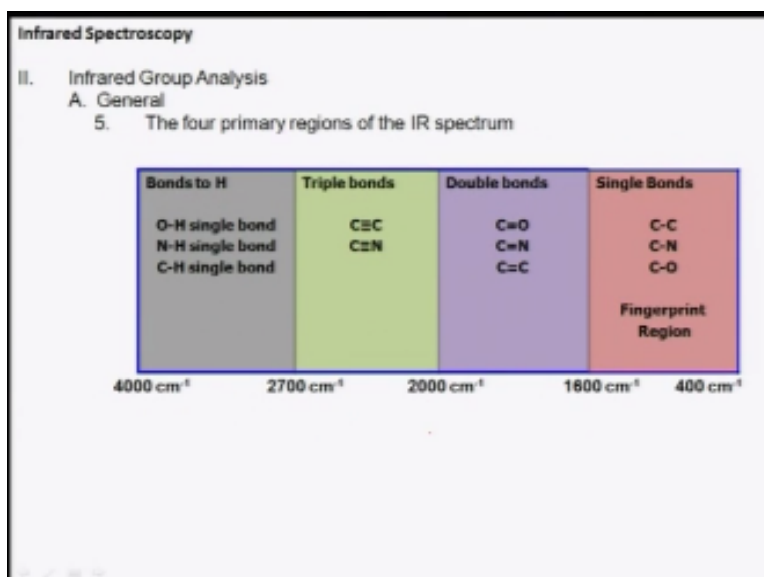 Infrared Spectroscopy
II. Infrared Group Analysis
A. General
5. The four primary regions of the IR spectrum
Bonds to H Triple bonds Double bonds Single Bonds
O-H single bond C≡C C=O C-C
N-H single bond C≡N C=N C-N
C-H single bond C=C C-O
Fingerprint
Region
4000 cm⁻¹ 2700 cm⁻¹ 2000 cm⁻¹ 1600 cm⁻¹ 400 cm⁻¹